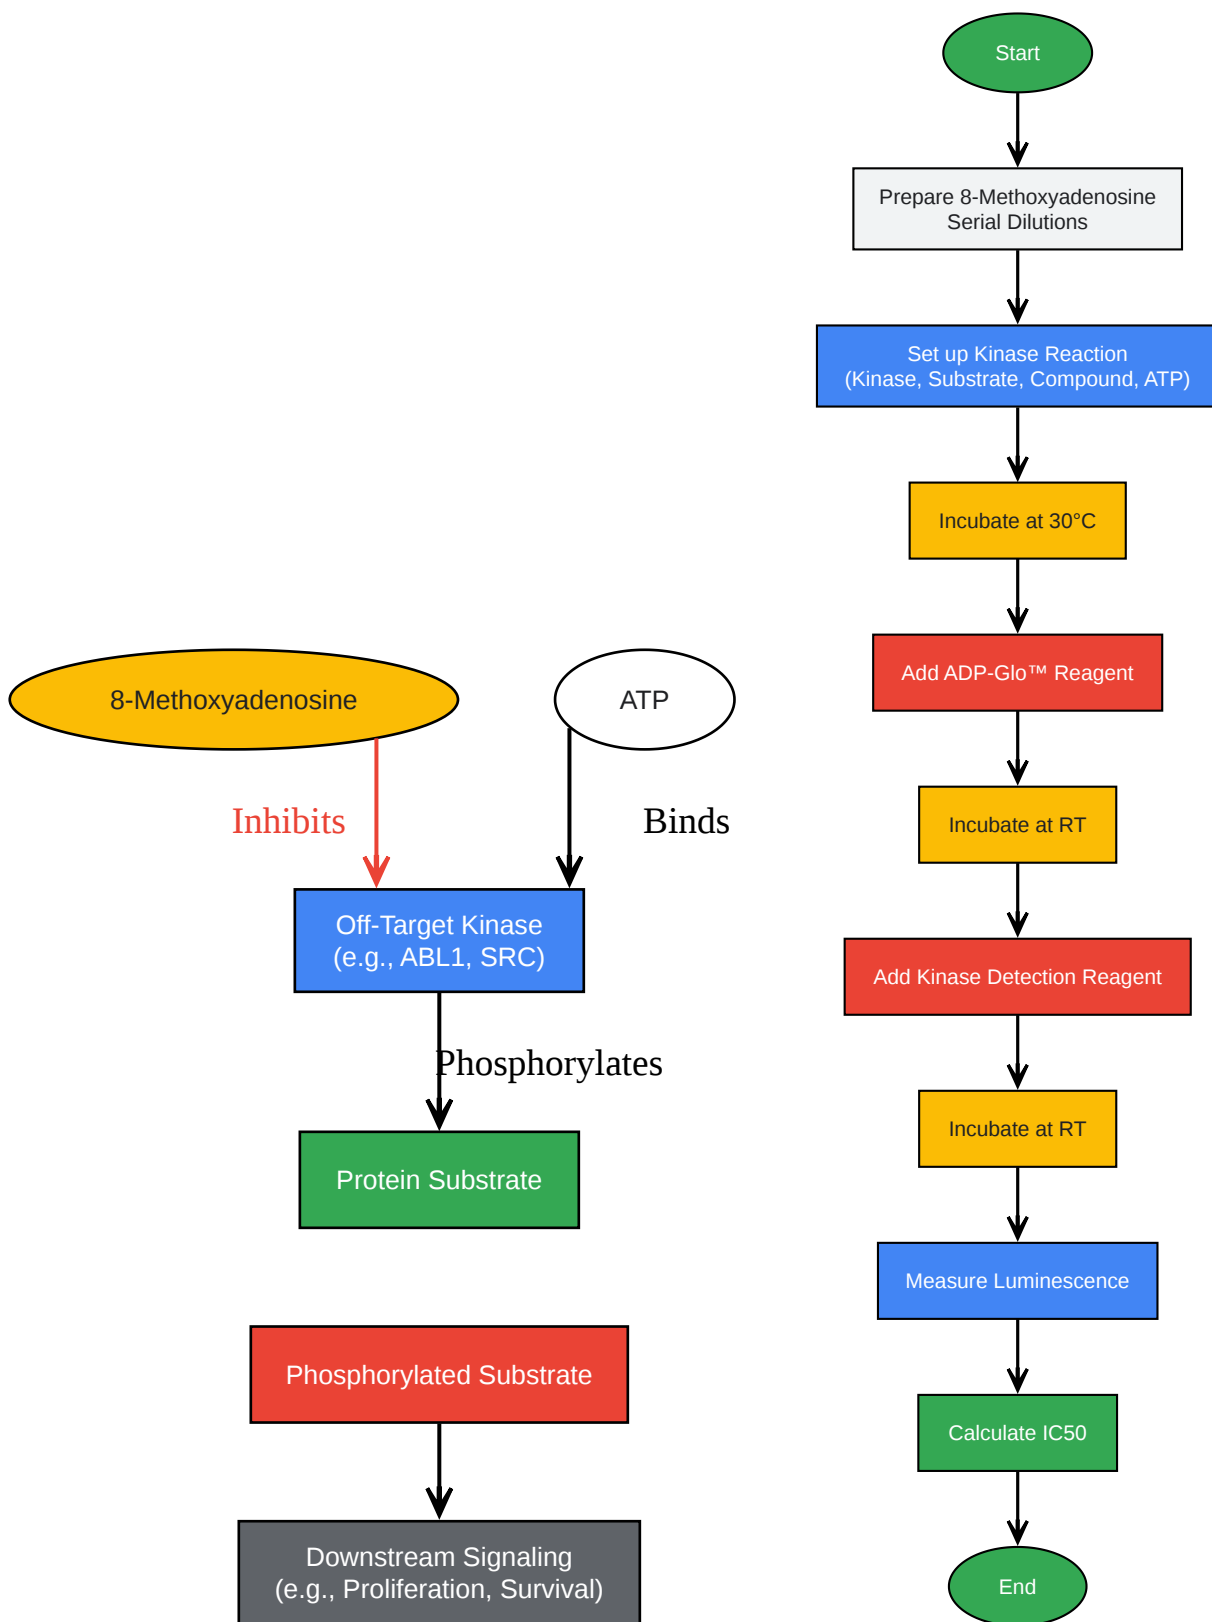 8-Methoxyadenosine
ATP
Inhibits
Binds
Off-Target Kinase
(e.g., ABL1, SRC)
Phosphorylates
Protein Substrate
Phosphorylated Substrate
Downstream Signaling
(e.g., Proliferation, Survival)
Start
Prepare 8-Methoxyadenosine
Serial Dilutions
Set up Kinase Reaction
(Kinase, Substrate, Compound, ATP)
Incubate at 30°C
Add ADP-Glo™ Reagent
Incubate at RT
Add Kinase Detection Reagent
Incubate at RT
Measure Luminescence
Calculate IC50
End